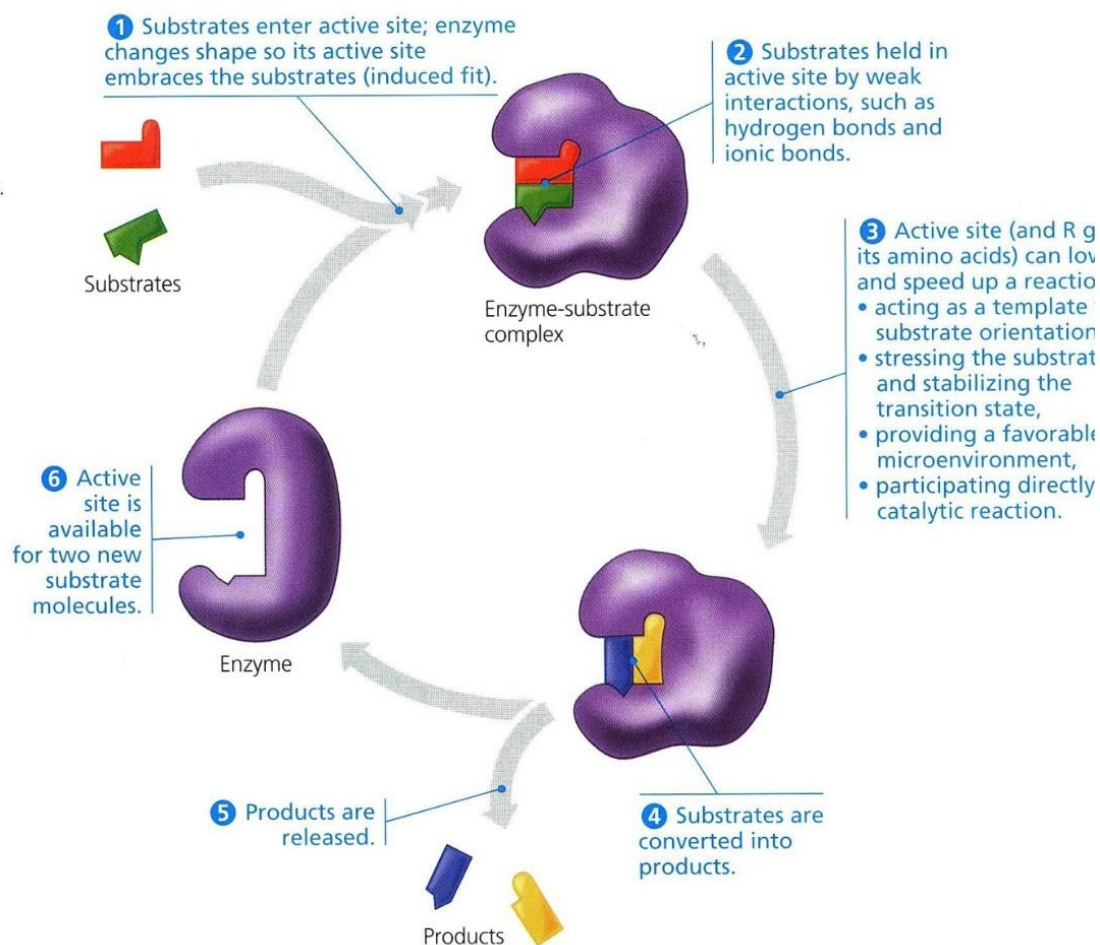 1 Substrates enter active site; enzyme
changes shape so its active site
embraces the substrates (induced fit).
2 Substrates held in
active site by weak
interactions, such as
hydrogen bonds and
ionic bonds.
Substrates
Enzyme-substrate
complex
3 Active site (and R g
its amino acids) can low
and speed up a reactio
• acting as a template
substrate orientation
• stressing the substrat
and stabilizing the
transition state,
• providing a favorable
microenvironment,
• participating directly
catalytic reaction.
6 Active
site is
available
for two new
substrate
molecules.
Enzyme
5 Products are
released.
4 Substrates are
converted into
products.
Products